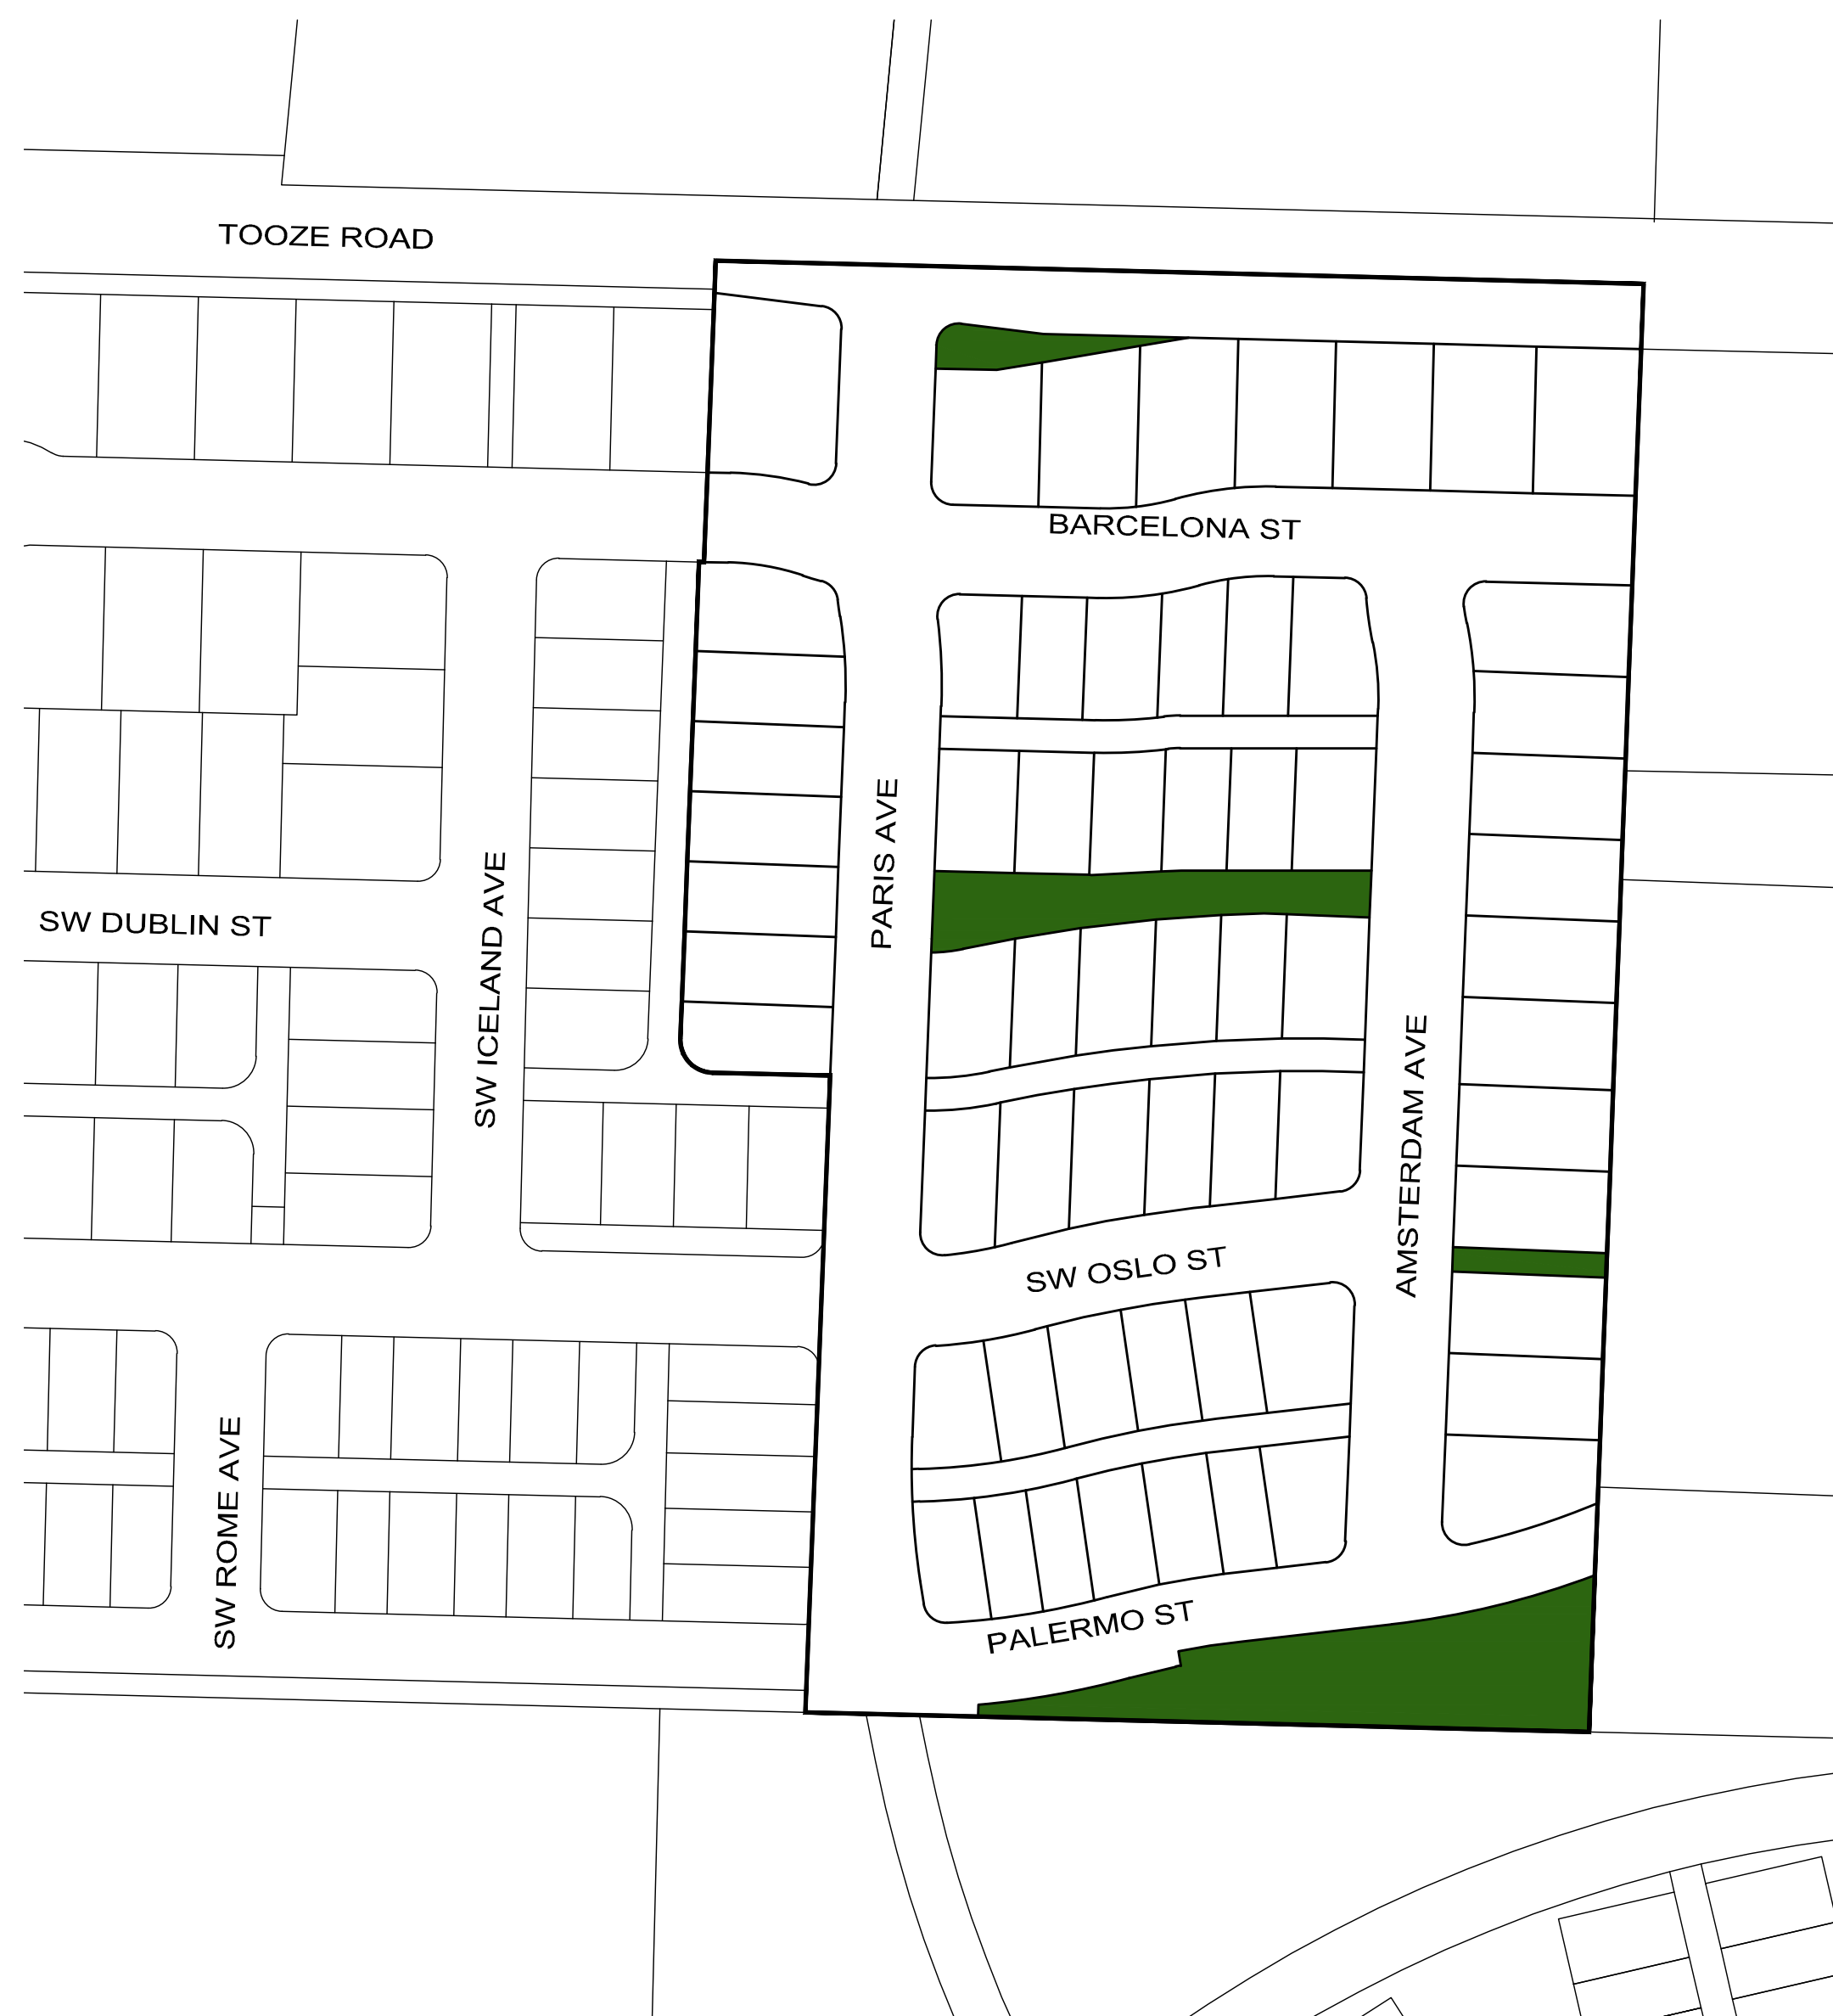 TOOZE ROAD
BARCELONA ST
PARIS AVE
SW ICELAND AVE
SW DUBLIN ST
AMSTERDAM AVE
SW OSLO ST
SW ROME AVE
PALERMO ST